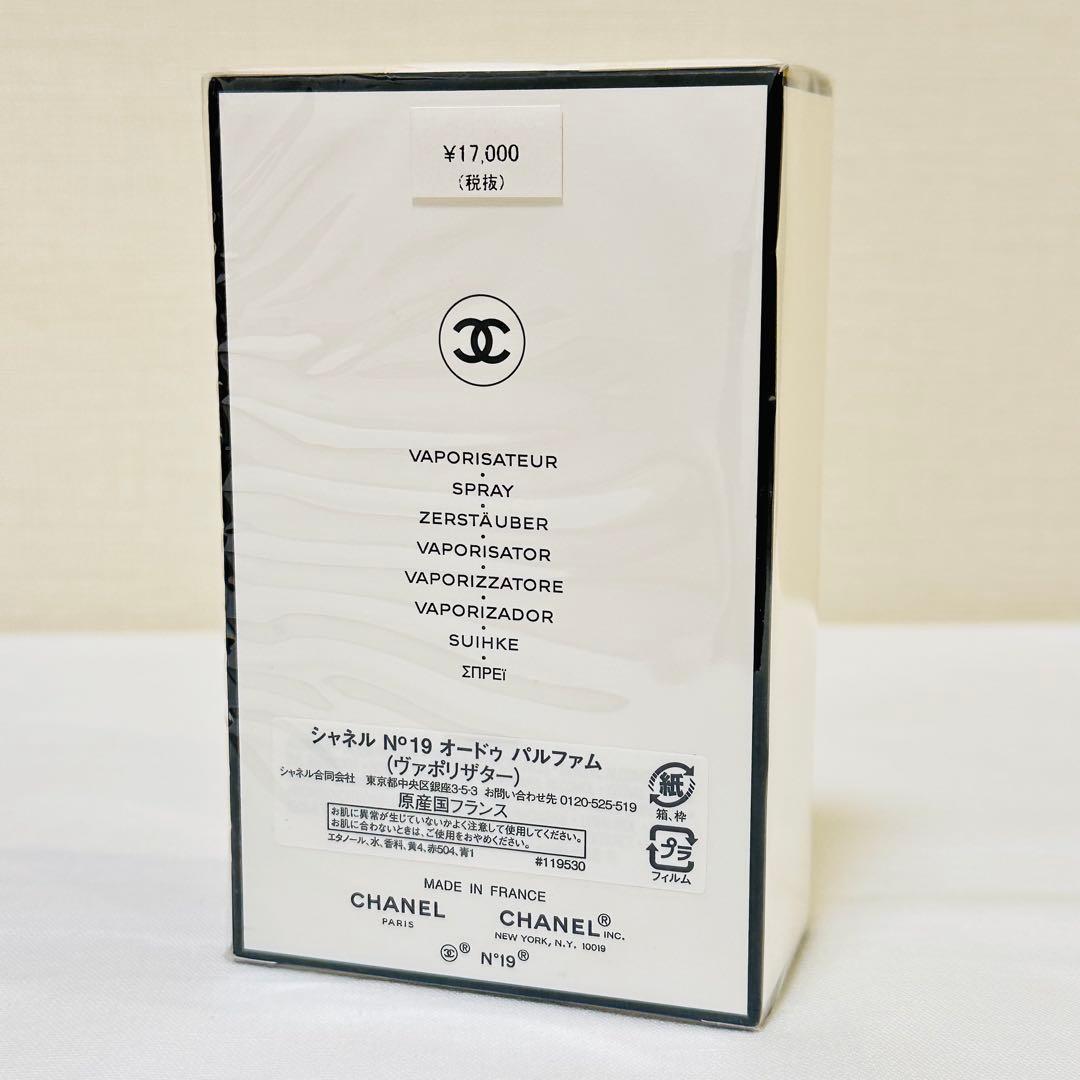 ¥17,000
(税抜)
VAPORISATEUR
SPRAY
ZERSTÄUBER
VAPORISATOR
VAPORIZZATORE
VAPORIZADOR
SUIHKE
ΣΠΡΕΪ
シャネル Nº19 オードゥ パルファム
(ヴァポリザター)
シャネル合同会社 東京都中央区銀座3-5-3 お問い合わせ先 0120-525-519
原産国フランス
お肌に異常が生じていないかよく注意して使用してください。
お肌に合わないときは、ご使用をおやめください。
エタノール、水、香料、黄4、赤504、青1
#119530
紙
箱、枠
プラ
フィルム
MADE IN FRANCE
CHANEL
PARIS
CHANEL® INC.
NEW YORK, N.Y. 10019
® N°19®